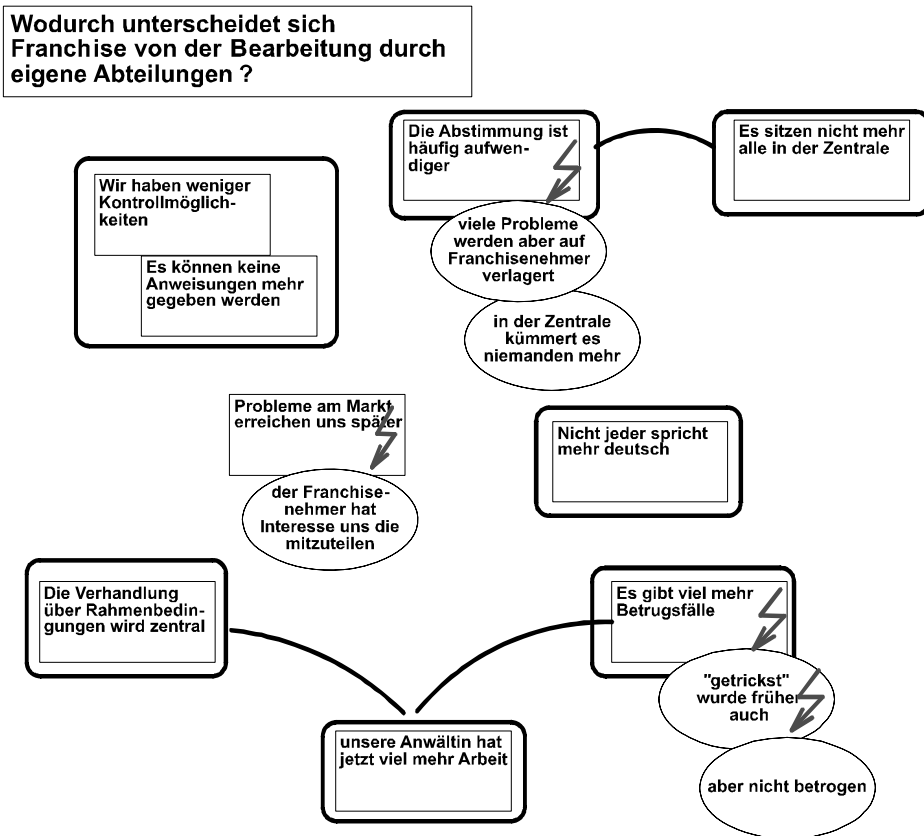 Wodurch unterscheidet sich
Franchise von der Bearbeitung durch
eigene Abteilungen ?
Die Abstimmung ist
häufig aufwen-
diger
Es sitzen nicht mehr
alle in der Zentrale
viele Probleme
werden aber auf
Franchisenehmer
verlagert
in der Zentrale
kümmert es
niemanden mehr
Wir haben weniger
Kontrollmöglich-
keiten
Es können keine
Anweisungen mehr
gegeben werden
Probleme am Markt
erreichen uns später
der Franchise-
nehmer hat
Interesse uns die
mitzuteilen
Nicht jeder spricht
mehr deutsch
Die Verhandlung
über Rahmenbedin-
gungen wird zentral
Es gibt viel mehr
Betrugsfälle
"getrickst"
wurde früher
auch
aber nicht betrogen
unsere Anwältin hat
jetzt viel mehr Arbeit